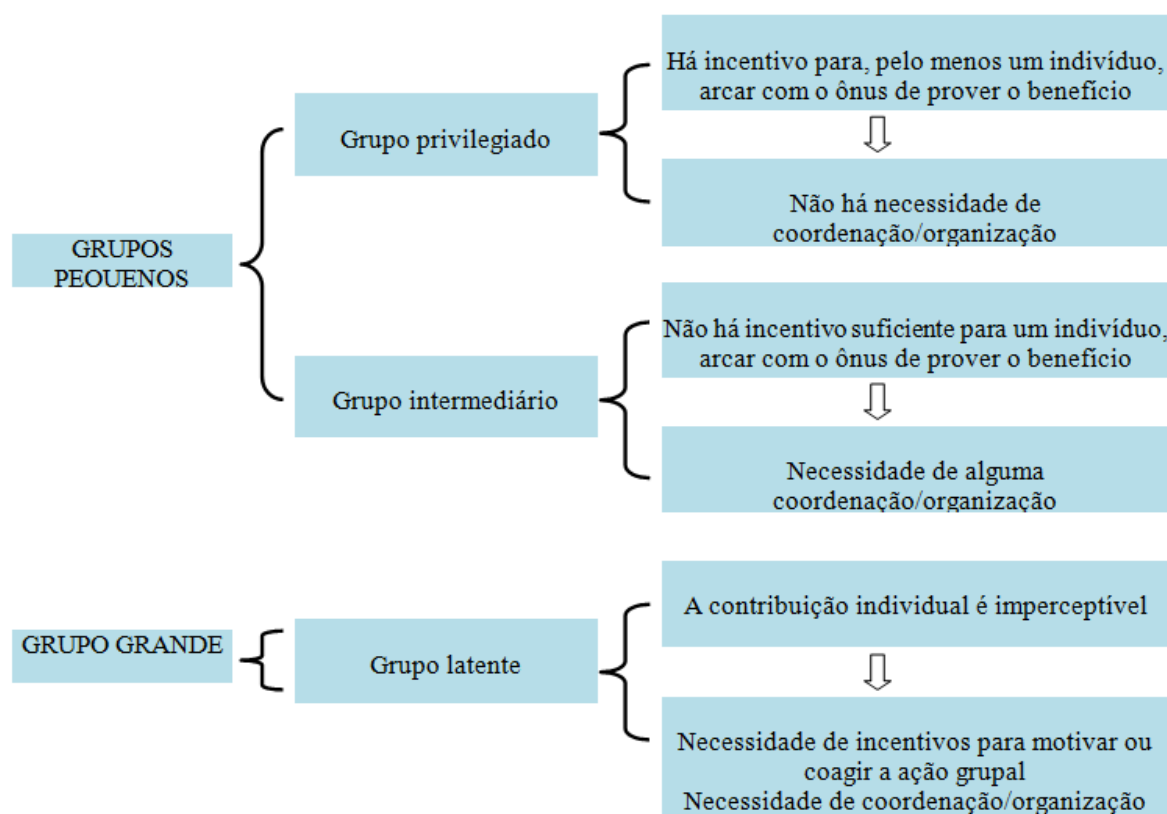 GRUPOS
PEQUENOS
Grupo privilegiado
Há incentivo para, pelo menos um indivíduo,
arcar com o ônus de prover o benefício
Não há necessidade de
coordenação/organização
Grupo intermediário
Não há incentivo suficiente para um indivíduo,
arcar com o ônus de prover o benefício
Necessidade de alguma
coordenação/organização
GRUPO GRANDE
Grupo latente
A contribuição individual é imperceptível
Necessidade de incentivos para motivar ou
coagir a ação grupal
Necessidade de coordenação/organização